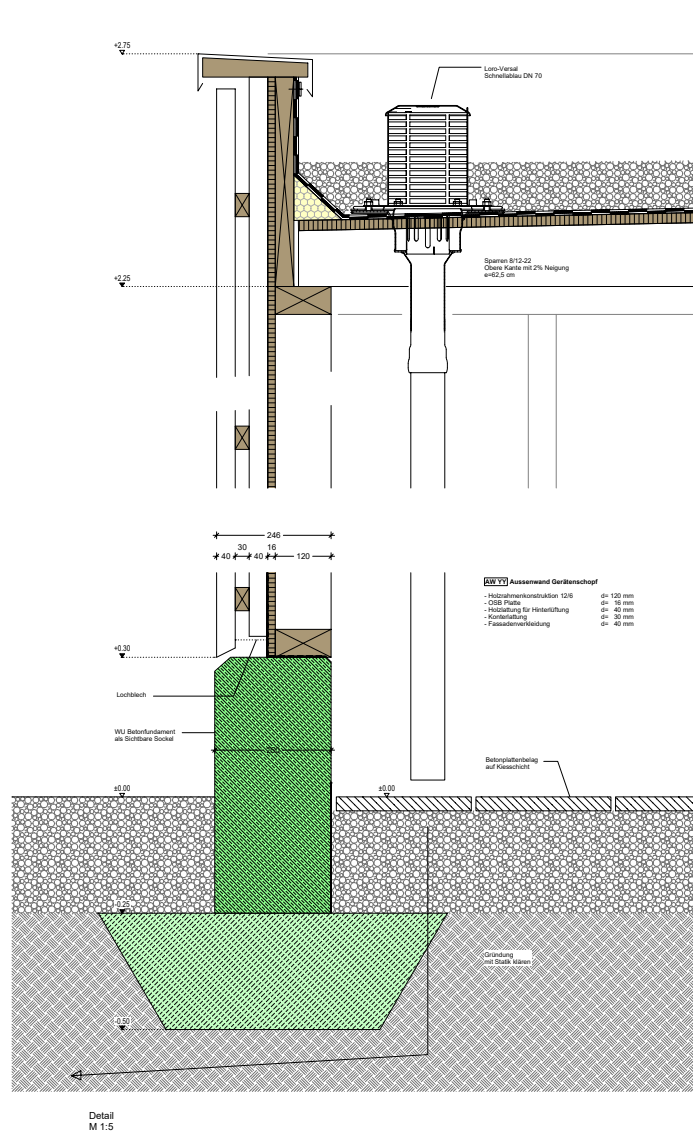 +2.75
Loro-Versal
Schnellablau DN 70
Sparren 8/12-22
Obere Kante mit 2% Neigung
e=62,5 cm
+2.25
246
30 16
40 40 120
AW YY Aussenwand Gerätenschopf
- Holzrahmenkonstruktion 12/6 d= 120 mm
- OSB Platte d= 16 mm
- Holzlattung für Hinterlüftung d= 40 mm
- Konterlattung d= 30 mm
- Fassadenverkleidung d= 40 mm
+0.30
Lochblech
WU Betonfundament
als Sichtbare Sockel
250
Betonplattenbelag
auf Kiesschicht
±0.00 ±0.00
-0.25
Gründung
mit Statik klären
-0.50
Detail
M 1:5